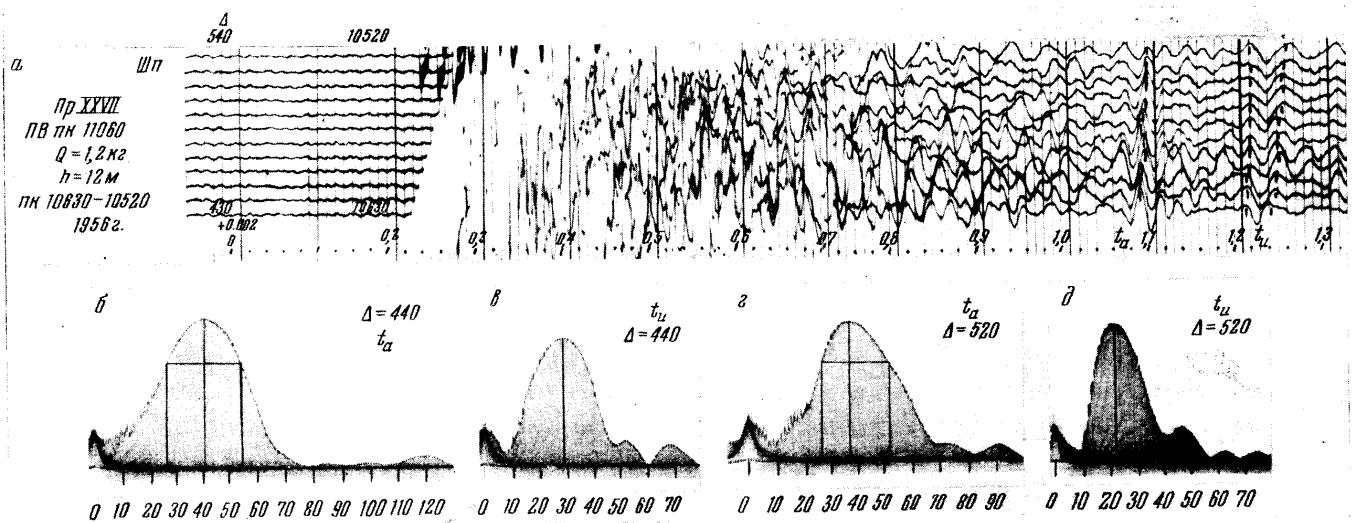 Δ
540 10520
а Шп
Пр XXVII
ПВ пк 11060
Q = 1,2 кг
h = 12 м
пк 10630-10520
1956 г.
430 10630
+0.002
0 0,2 0,3 0,4 0,5 0,6 0,7 0,8 0,9 1,0 tа 1,1 1,2 tи 1,3
б Δ = 440
tа
0 10 20 30 40 50 60 70 80 90 100 110 120
в tи
Δ = 440
0 10 20 30 40 50 60 70
г tа
Δ = 520
0 10 20 30 40 50 60 70 80 90
д tи
Δ = 520
0 10 20 30 40 50 60 70